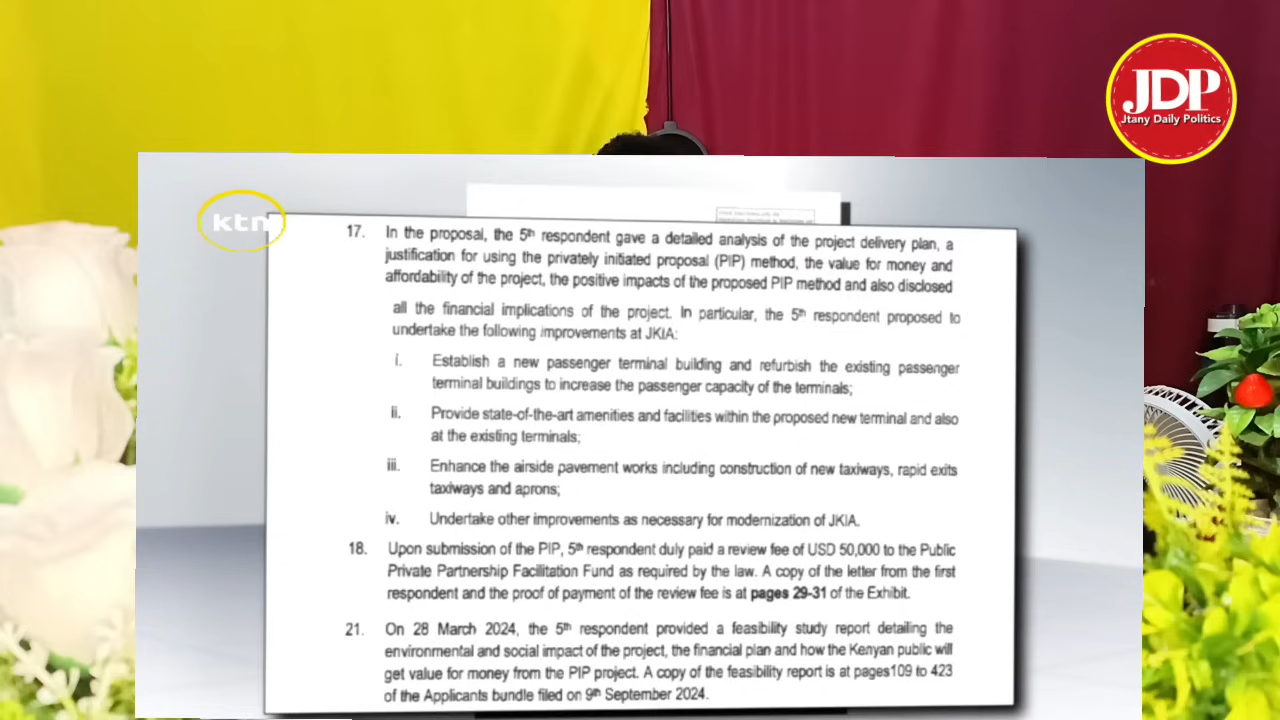 JDP
Jtany Daily Politics
ktn
17. In the proposal, the 5th respondent gave a detailed analysis of the project delivery plan, a
justification for using the privately initiated proposal (PIP) method, the value for money and
affordability of the project, the positive impacts of the proposed PIP method and also disclosed
all the financial implications of the project. In particular, the 5th respondent proposed to
undertake the following improvements at JKIA:
i. Establish a new passenger terminal building and refurbish the existing passenger
terminal buildings to increase the passenger capacity of the terminals;
ii. Provide state-of-the-art amenities and facilities within the proposed new terminal and also
at the existing terminals;
iii. Enhance the airside pavement works including construction of new taxiways, rapid exits
taxiways and aprons;
iv. Undertake other improvements as necessary for modernization of JKIA.
18. Upon submission of the PIP, 5th respondent duly paid a review fee of USD 50,000 to the Public
Private Partnership Facilitation Fund as required by the law. A copy of the letter from the first
respondent and the proof of payment of the review fee is at pages 29-31 of the Exhibit.
21. On 28 March 2024, the 5th respondent provided a feasibility study report detailing the
environmental and social impact of the project, the financial plan and how the Kenyan public will
get value for money from the PIP project. A copy of the feasibility report is at pages109 to 423
of the Applicants bundle filed on 9th September 2024.